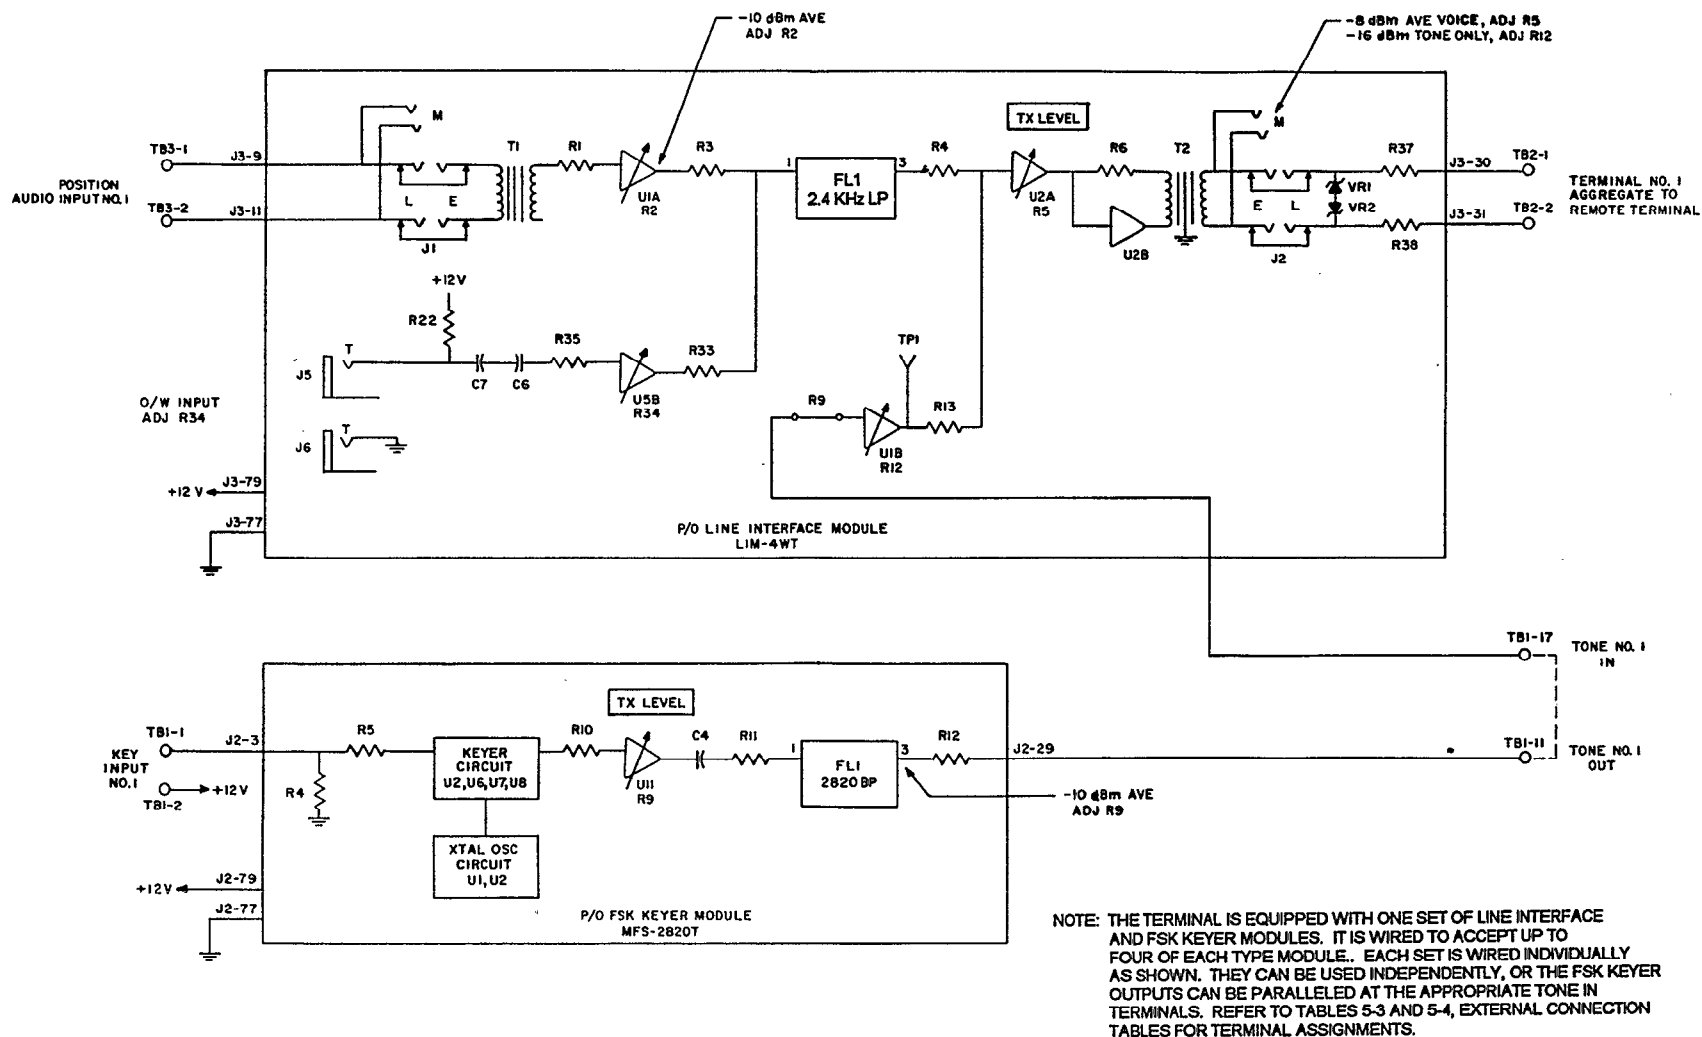 -10 dBm AVE
ADJ R2
-8 dBm AVE VOICE, ADJ R5
-16 dBm TONE ONLY, ADJ R12
TX LEVEL
M
M
TB3-1
J3-9
T1
R1
R3
1
3
R4
R6
T2
R37
J3-30
TB2-1
POSITION
AUDIO INPUT NO.1
L
E
U1A
R2
FL1
2.4 KHz LP
U2A
R5
E
L
VR1
VR2
TERMINAL NO. 1
AGGREGATE TO
REMOTE TERMINAL
TB3-2
J3-11
J1
U2B
J2
R38
J3-31
TB2-2
+12V
R22
T
J5
C7
C6
R35
U5B
R34
R33
TP1
O/W INPUT
ADJ R34
T
J6
R9
U1B
R12
R13
+12 V
J3-79
J3-77
P/O LINE INTERFACE MODULE
LIM-4WT
TB1-17
TONE NO. 1
IN
TX LEVEL
TB1-1
J2-3
R5
KEYER
CIRCUIT
U2,U6,U7,U8
R10
U11
R9
C4
R11
1
FL1
2820 BP
3
R12
J2-29
TB1-11
TONE NO. 1
OUT
KEY
INPUT
NO.1
TB1-2
+12V
R4
-10 dBm AVE
ADJ R9
XTAL OSC
CIRCUIT
U1, U2
+12V
J2-79
J2-77
P/O FSK KEYER MODULE
MFS-2820T
NOTE: THE TERMINAL IS EQUIPPED WITH ONE SET OF LINE INTERFACE
AND FSK KEYER MODULES. IT IS WIRED TO ACCEPT UP TO
FOUR OF EACH TYPE MODULE.. EACH SET IS WIRED INDIVIDUALLY
AS SHOWN. THEY CAN BE USED INDEPENDENTLY, OR THE FSK KEYER
OUTPUTS CAN BE PARALLELED AT THE APPROPRIATE TONE IN
TERMINALS. REFER TO TABLES 5-3 AND 5-4, EXTERNAL CONNECTION
TABLES FOR TERMINAL ASSIGNMENTS.